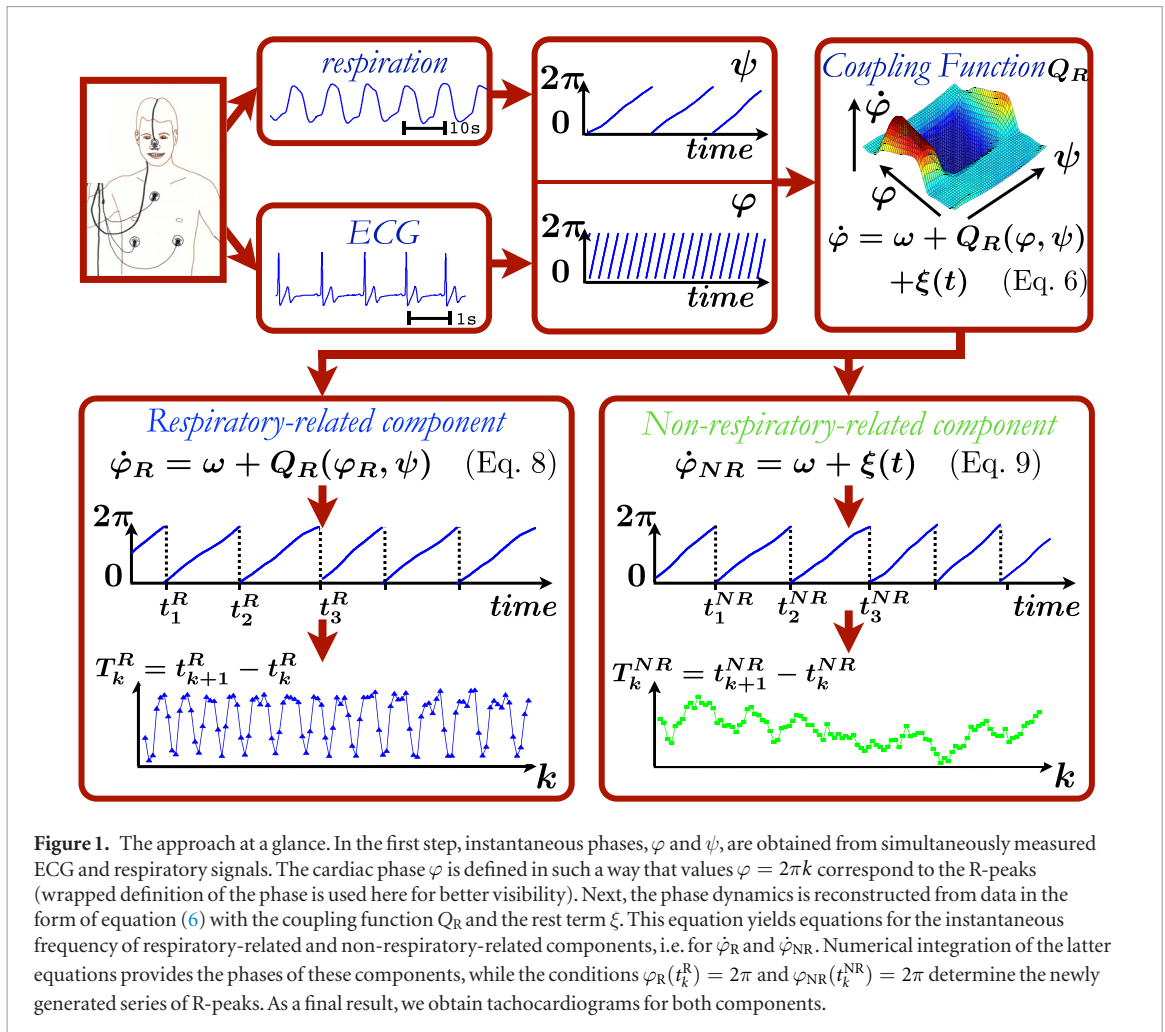 respiration
10s
ECG
1s
2π
0
ψ
time
φ
2π
0
time
Coupling Function Q_R
φ̇
φ
ψ
φ̇ = ω + Q_R(φ, ψ)
+ξ(t) (Eq. 6)
Respiratory-related component
φ̇_R = ω + Q_R(φ_R, ψ) (Eq. 8)
2π
0
t_1^R t_2^R t_3^R time
T_k^R = t_{k+1}^R − t_k^R
k
Non-respiratory-related component
φ̇_NR = ω + ξ(t) (Eq. 9)
2π
0
t_1^NR t_2^NR t_3^NR time
T_k^NR = t_{k+1}^NR − t_k^NR
k
Figure 1. The approach at a glance. In the first step, instantaneous phases, φ and ψ, are obtained from simultaneously measured
ECG and respiratory signals. The cardiac phase φ is defined in such a way that values φ = 2πk correspond to the R-peaks
(wrapped definition of the phase is used here for better visibility). Next, the phase dynamics is reconstructed from data in the
form of equation (6) with the coupling function Q_R and the rest term ξ. This equation yields equations for the instantaneous
frequency of respiratory-related and non-respiratory-related components, i.e. for φ̇_R and φ̇_NR. Numerical integration of the latter
equations provides the phases of these components, while the conditions φ_R(t_k^R) = 2π and φ_NR(t_k^NR) = 2π determine the newly
generated series of R-peaks. As a final result, we obtain tachocardiograms for both components.